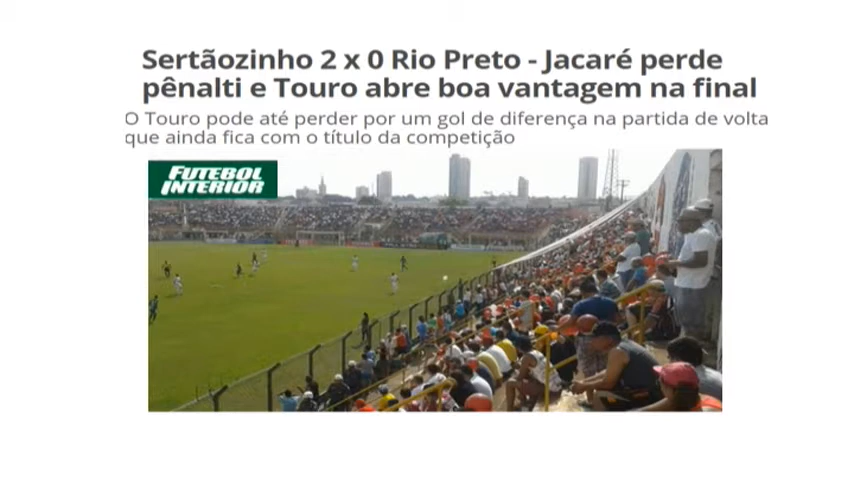 Sertãozinho 2 x 0 Rio Preto - Jacaré perde
pênalti e Touro abre boa vantagem na final
O Touro pode até perder por um gol de diferença na partida de volta
que ainda fica com o título da competição
FUTEBOL
INTERIOR